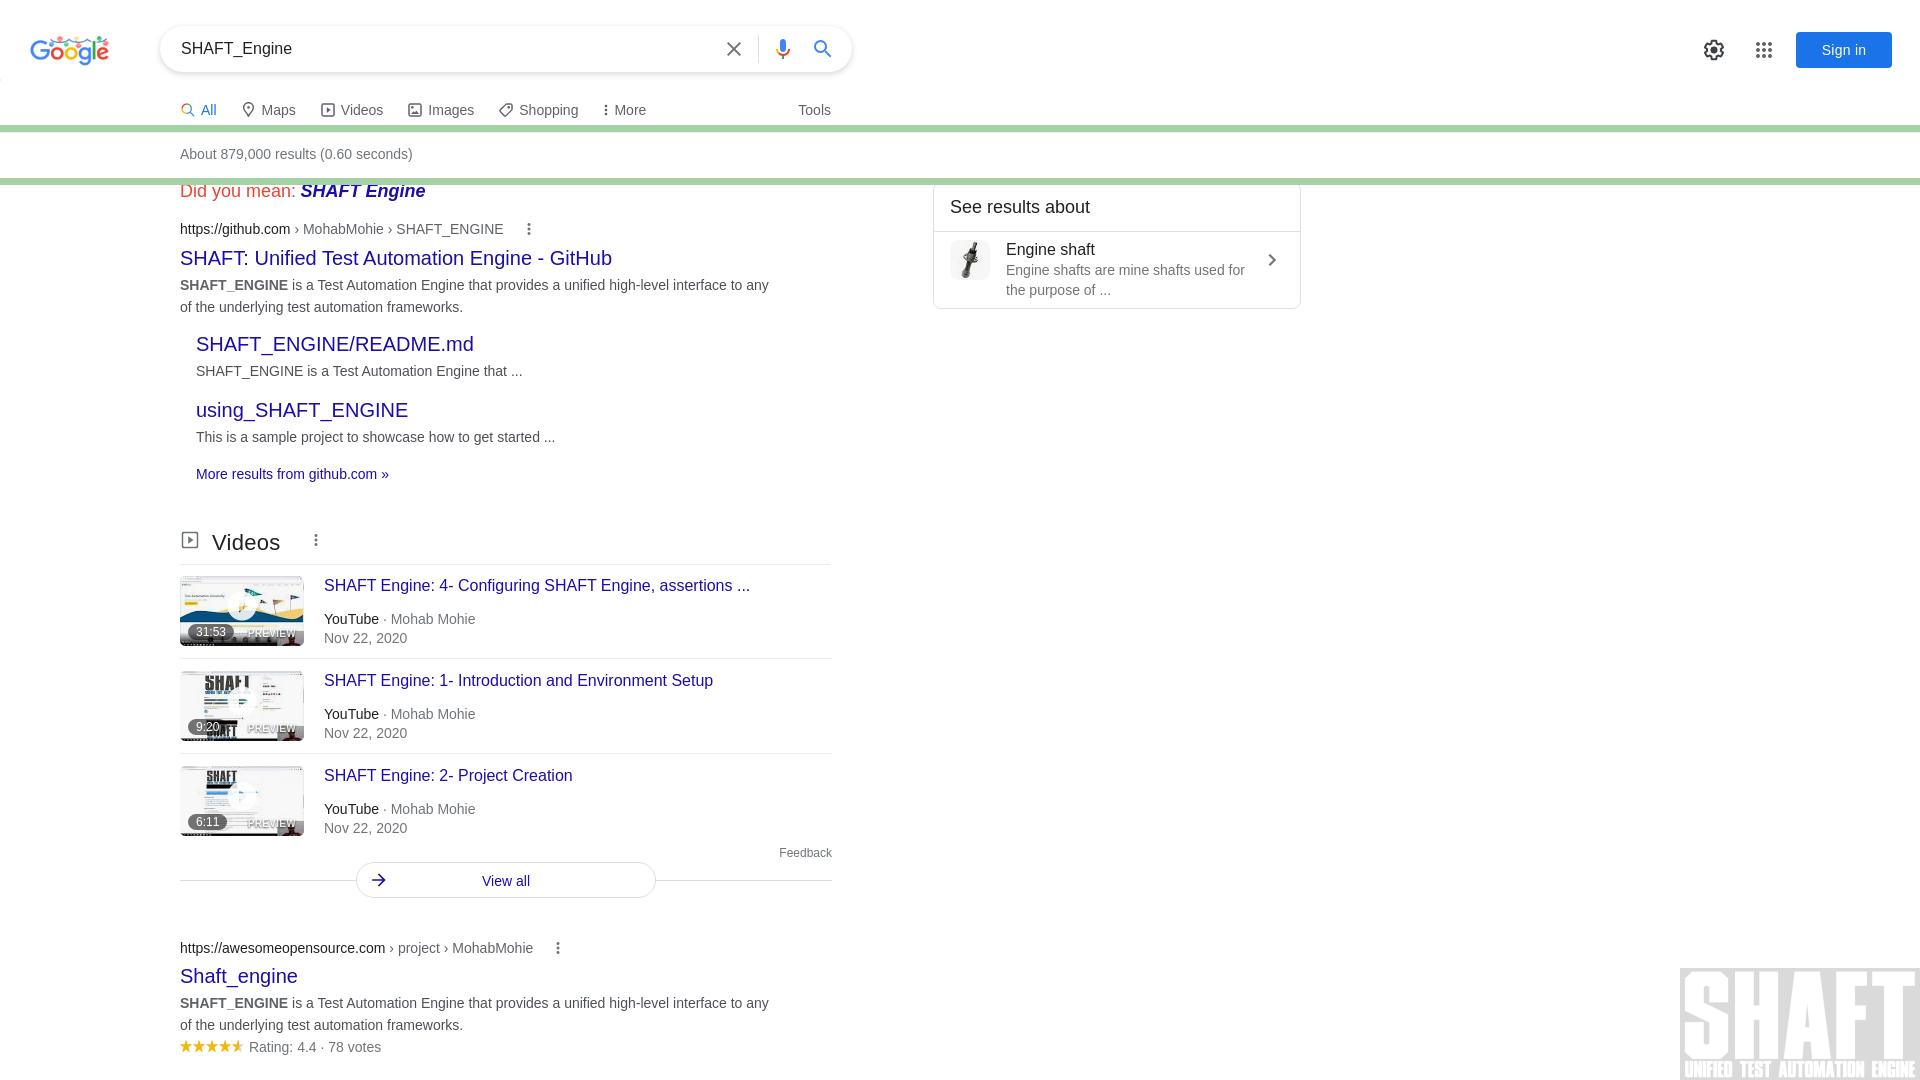 Google
SHAFT_Engine
Sign in
All
Maps
Videos
Images
Shopping
More
Tools
About 879,000 results (0.60 seconds)
Did you mean: SHAFT Engine
https://github.com › MohabMohie › SHAFT_ENGINE
SHAFT: Unified Test Automation Engine - GitHub
SHAFT_ENGINE is a Test Automation Engine that provides a unified high-level interface to any
of the underlying test automation frameworks.
SHAFT_ENGINE/README.md
SHAFT_ENGINE is a Test Automation Engine that ...
using_SHAFT_ENGINE
This is a sample project to showcase how to get started ...
More results from github.com »
See results about
Engine shaft
Engine shafts are mine shafts used for
the purpose of ...
Videos
31:53
PREVIEW
SHAFT Engine: 4- Configuring SHAFT Engine, assertions ...
YouTube · Mohab Mohie
Nov 22, 2020
SHAFT
9:20
PREVIEW
SHAFT
SHAFT Engine: 1- Introduction and Environment Setup
YouTube · Mohab Mohie
Nov 22, 2020
SHAFT
6:11
PREVIEW
SHAFT Engine: 2- Project Creation
YouTube · Mohab Mohie
Nov 22, 2020
Feedback
View all
https://awesomeopensource.com › project › MohabMohie
Shaft_engine
SHAFT_ENGINE is a Test Automation Engine that provides a unified high-level interface to any
of the underlying test automation frameworks.
Rating: 4.4 · 78 votes
SHAFT
UNIFIED TEST AUTOMATION ENGINE